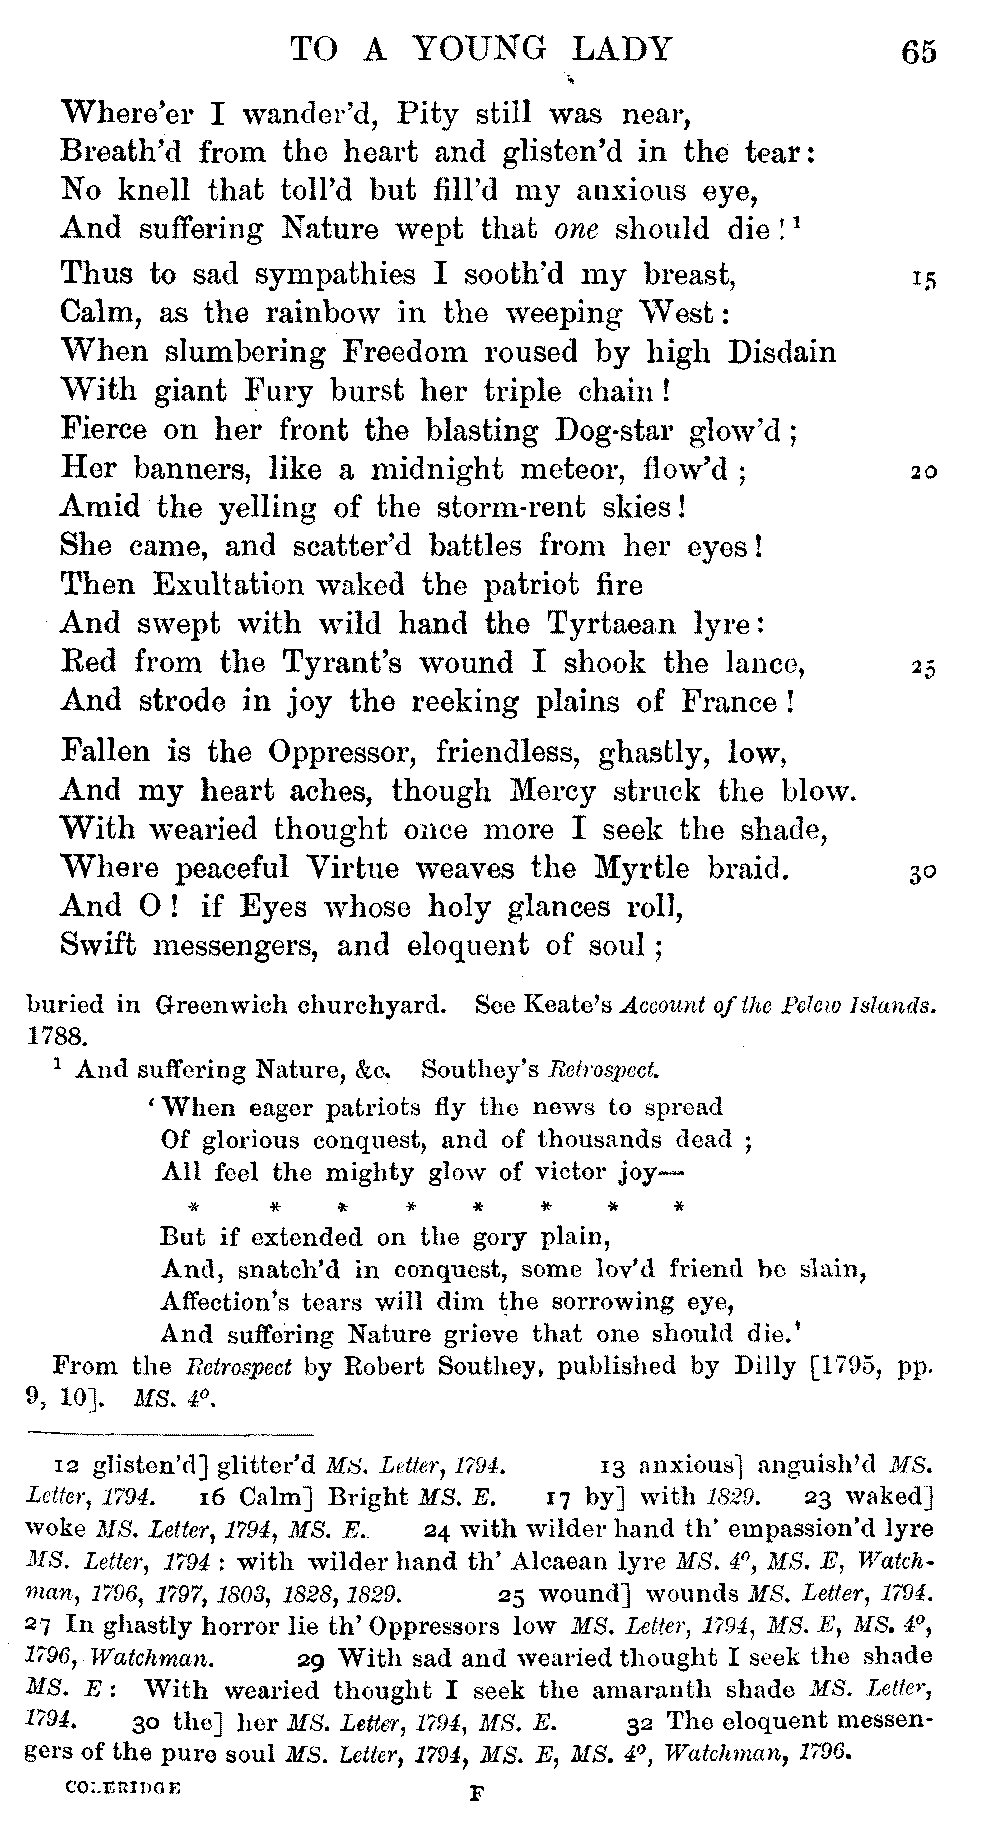 TO A YOUNG LADY 65
Where'er I wander'd, Pity still was near,
Breath'd from the heart and glisten'd in the tear:
No knell that toll'd but fill'd my anxious eye,
And suffering Nature wept that one should die!¹
Thus to sad sympathies I sooth'd my breast, 15
Calm, as the rainbow in the weeping West:
When slumbering Freedom roused by high Disdain
With giant Fury burst her triple chain!
Fierce on her front the blasting Dog-star glow'd;
Her banners, like a midnight meteor, flow'd; 20
Amid the yelling of the storm-rent skies!
She came, and scatter'd battles from her eyes!
Then Exultation waked the patriot fire
And swept with wild hand the Tyrtaean lyre:
Red from the Tyrant's wound I shook the lance, 25
And strode in joy the reeking plains of France!
Fallen is the Oppressor, friendless, ghastly, low,
And my heart aches, though Mercy struck the blow.
With wearied thought once more I seek the shade,
Where peaceful Virtue weaves the Myrtle braid. 30
And O! if Eyes whose holy glances roll,
Swift messengers, and eloquent of soul;
buried in Greenwich churchyard. See Keate's Account of the Pelew Islands.
1788.
¹ And suffering Nature, &c. Southey's Retrospect.
'When eager patriots fly the news to spread
Of glorious conquest, and of thousands dead;
All feel the mighty glow of victor joy—
* * * * * * * *
But if extended on the gory plain,
And, snatch'd in conquest, some lov'd friend be slain,
Affection's tears will dim the sorrowing eye,
And suffering Nature grieve that one should die.'
From the Retrospect by Robert Southey, published by Dilly [1795, pp.
9, 10]. MS. 4º.
12 glisten'd] glitter'd MS. Letter, 1794. 13 anxious] anguish'd MS.
Letter, 1794. 16 Calm] Bright MS. E. 17 by] with 1829. 23 waked]
woke MS. Letter, 1794, MS. E. 24 with wilder hand th' empassion'd lyre
MS. Letter, 1794: with wilder hand th' Alcaean lyre MS. 4º, MS. E, Watch-
man, 1796, 1797, 1803, 1828, 1829. 25 wound] wounds MS. Letter, 1794.
27 In ghastly horror lie th' Oppressors low MS. Letter, 1794, MS. E, MS. 4º,
1796, Watchman. 29 With sad and wearied thought I seek the shade
MS. E: With wearied thought I seek the amaranth shade MS. Letter,
1794. 30 the] her MS. Letter, 1794, MS. E. 32 The eloquent messen-
gers of the pure soul MS. Letter, 1794, MS. E, MS. 4º, Watchman, 1796.
COLERIDGE F